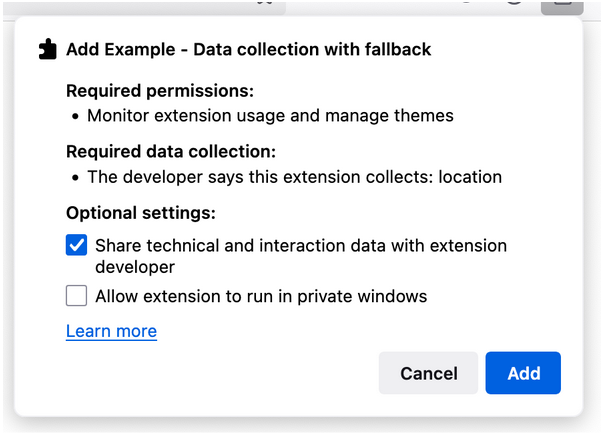 Add Example - Data collection with fallback
Required permissions:
• Monitor extension usage and manage themes
Required data collection:
• The developer says this extension collects: location
Optional settings:
Share technical and interaction data with extension
developer
Allow extension to run in private windows
Learn more
Cancel
Add